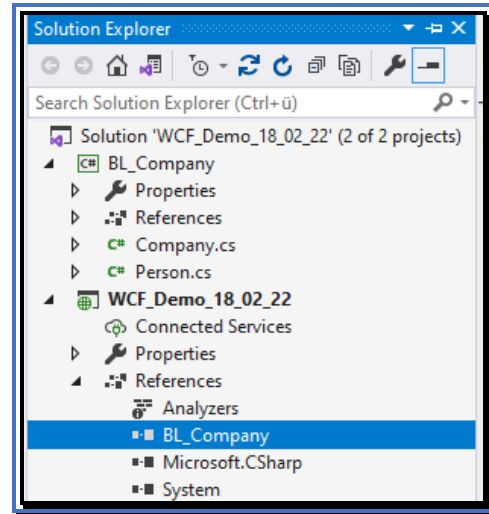 Solution Explorer
Search Solution Explorer (Ctrl+ü)
Solution 'WCF_Demo_18_02_22' (2 of 2 projects)
C# BL_Company
Properties
References
C# Company.cs
C# Person.cs
WCF_Demo_18_02_22
Connected Services
Properties
References
Analyzers
BL_Company
Microsoft.CSharp
System